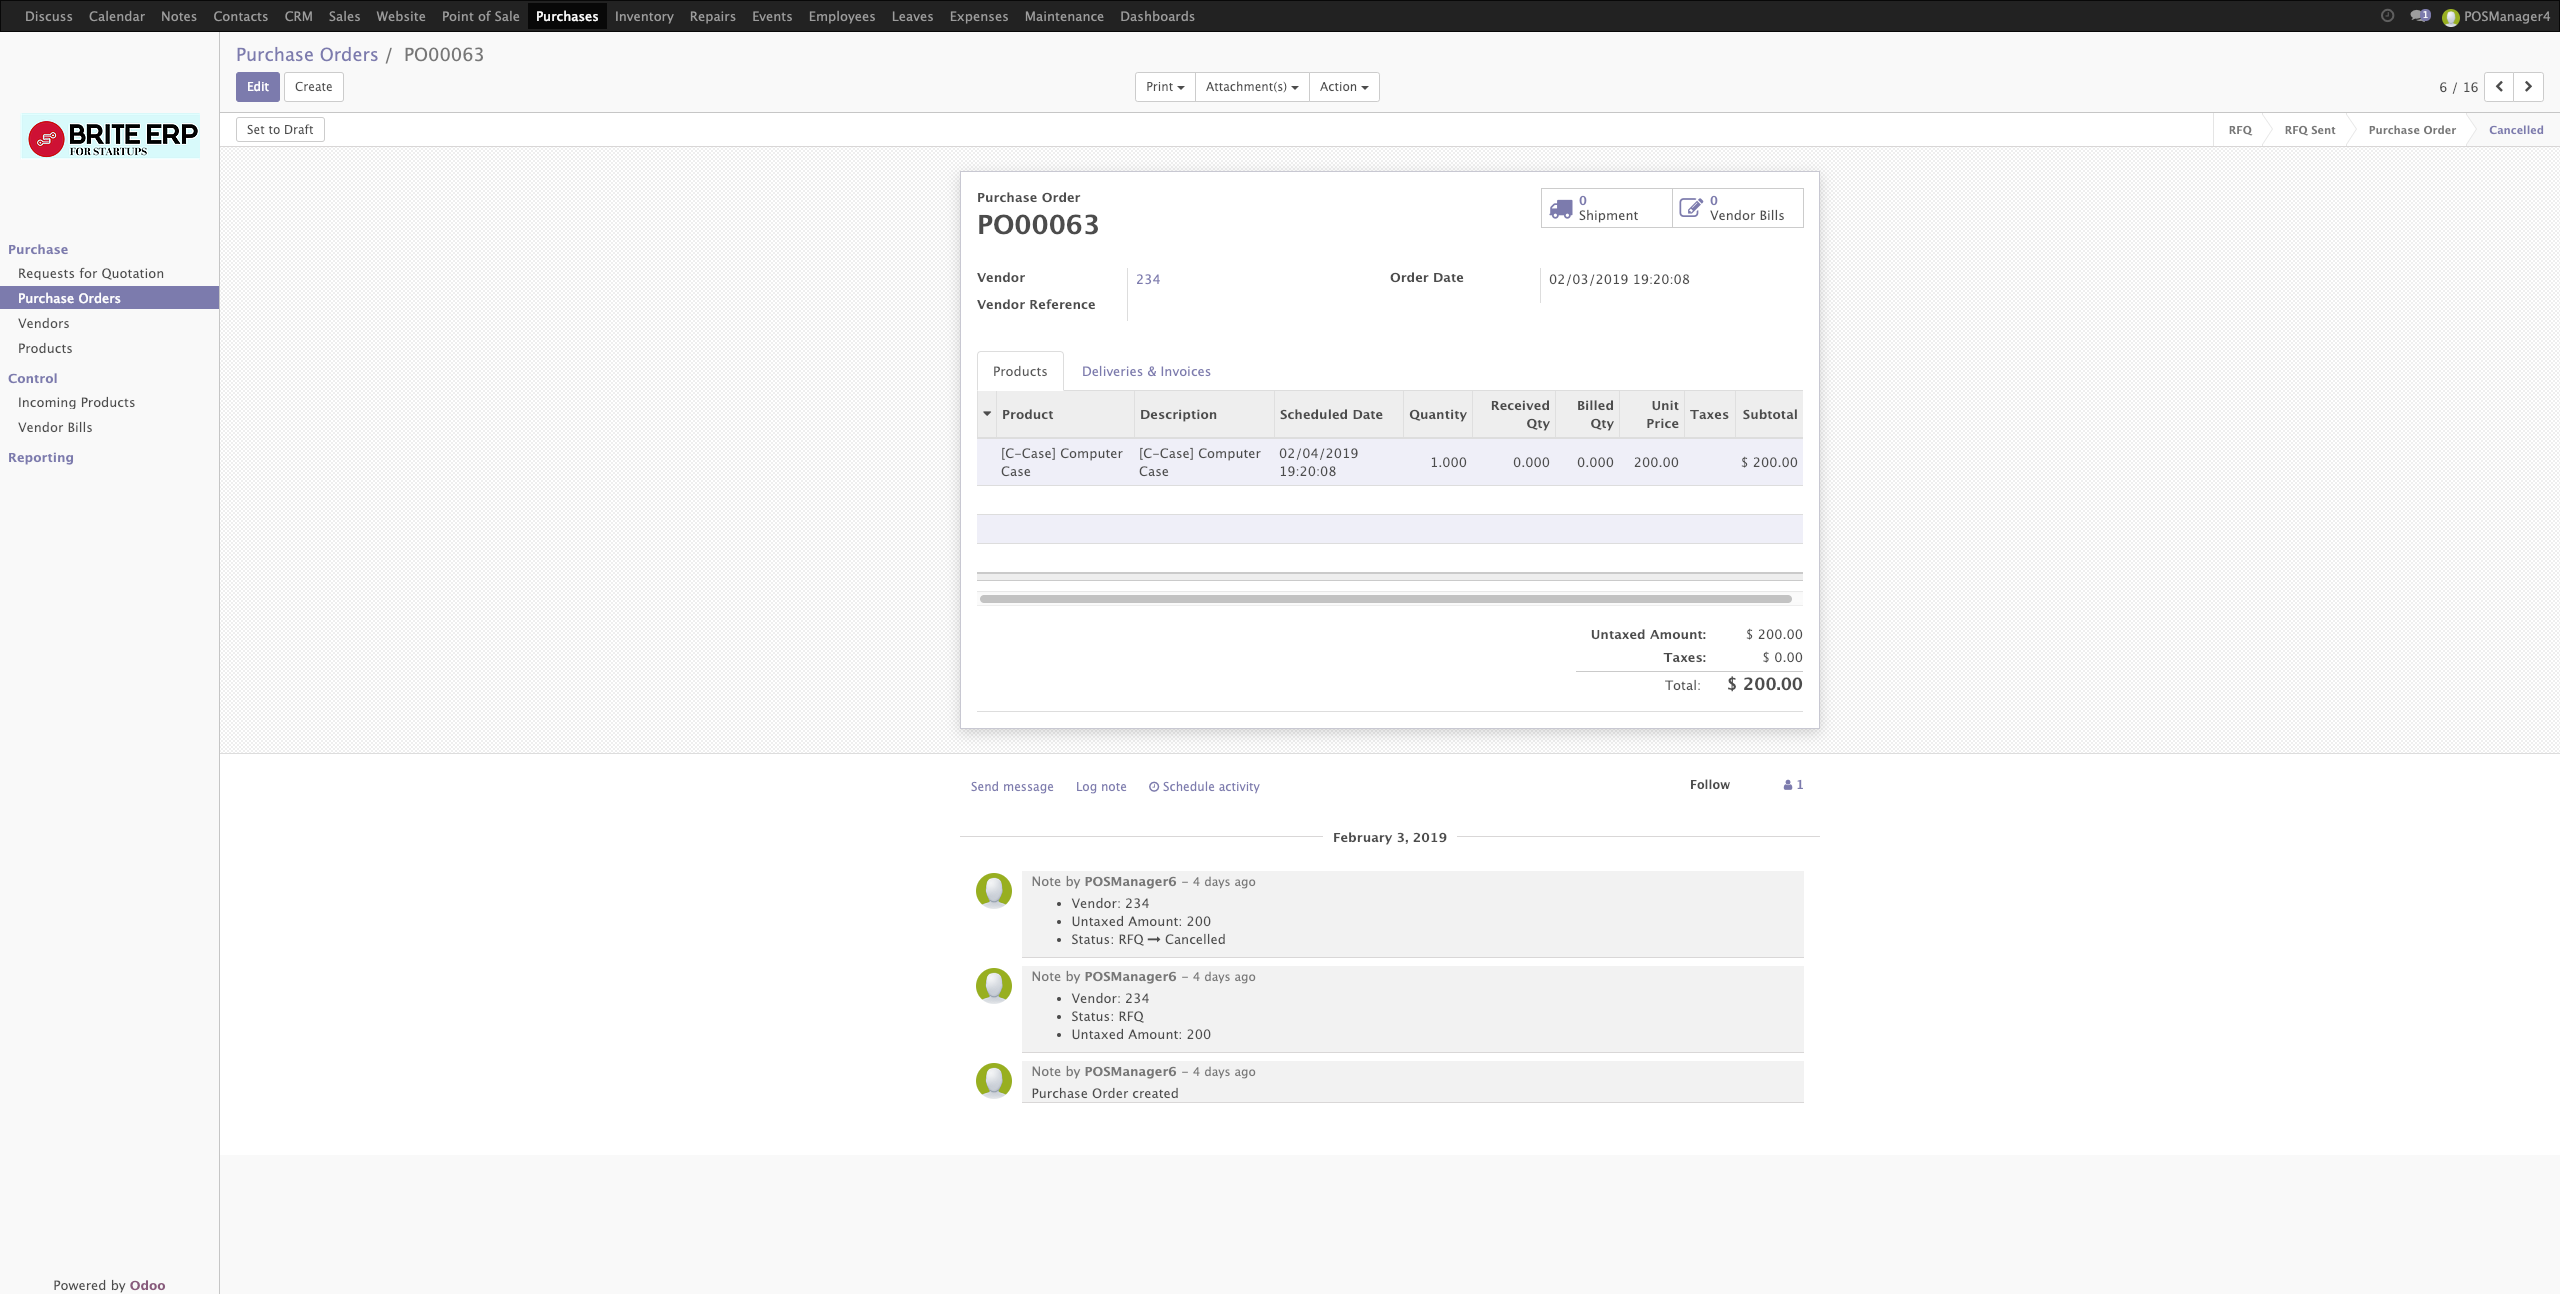 Discuss Calendar Notes Contacts CRM Sales Website Point of Sale Purchases Inventory Repairs Events Employees Leaves Expenses Maintenance Dashboards 1 POSManager4
Purchase Orders / PO00063
Edit Create Print Attachment(s) Action 6 / 16
Set to Draft RFQ RFQ Sent Purchase Order Cancelled
BRITE ERP
FOR STARTUPS
Purchase
Requests for Quotation
Purchase Orders
Vendors
Products
Control
Incoming Products
Vendor Bills
Reporting
Powered by Odoo
Purchase Order
PO00063
0
Shipment
0
Vendor Bills
Vendor 234
Vendor Reference
Order Date 02/03/2019 19:20:08
Products Deliveries & Invoices
Product Description Scheduled Date Quantity Received Qty Billed Qty Unit Price Taxes Subtotal
[C-Case] Computer Case [C-Case] Computer Case 02/04/2019 19:20:08 1.000 0.000 0.000 200.00 $ 200.00
Untaxed Amount: $ 200.00
Taxes: $ 0.00
Total: $ 200.00
Send message Log note Schedule activity Follow 1
February 3, 2019
Note by POSManager6 – 4 days ago
• Vendor: 234
• Untaxed Amount: 200
• Status: RFQ → Cancelled
Note by POSManager6 – 4 days ago
• Vendor: 234
• Status: RFQ
• Untaxed Amount: 200
Note by POSManager6 – 4 days ago
Purchase Order created